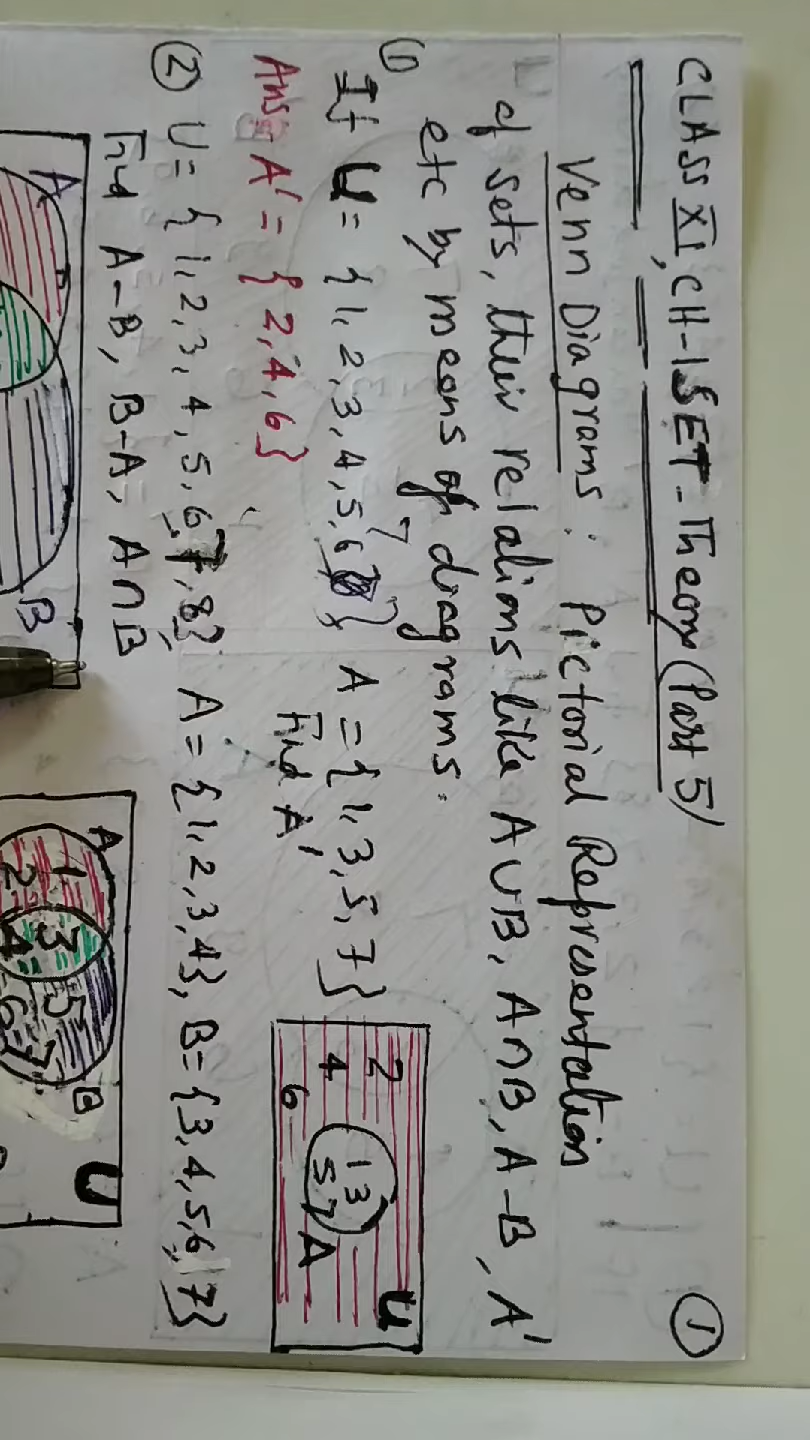 CLASS XI, CH-1 SET-Theory (Part 5)
1
Venn Diagrams: Pictorial Representation
of sets, their relations like A∪B, A∩B, A-B, A'
etc by means of diagrams.
(1) If U = {1, 2, 3, 4, 5, 6, 7} A = {1, 3, 5, 7}
Find A'
Ans- A' = {2, 4, 6}
2 4 6
1 3
5 7
A
U
(2) U = {1, 2, 3, 4, 5, 6, 7, 8} A = {1, 2, 3, 4}, B = {3, 4, 5, 6, 7}
Find A-B, B-A, A∩B
A
B
A
B
U
1 3 5
2 4 6 7